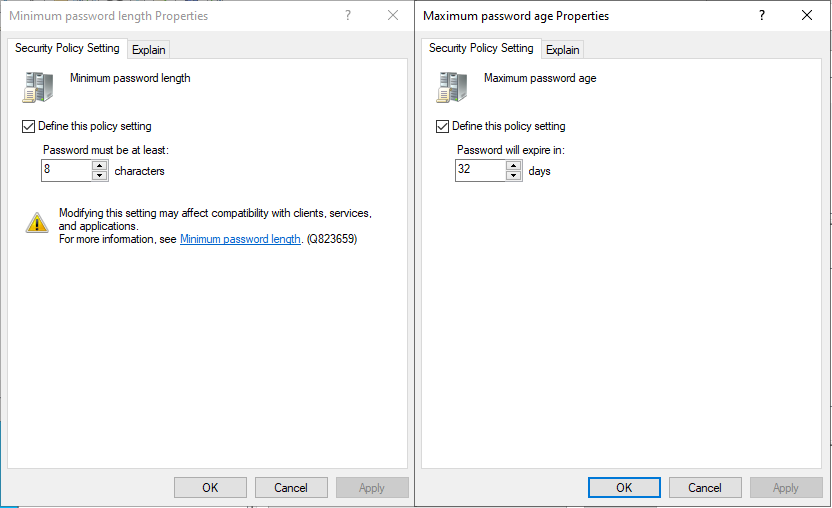 Minimum password length Properties
?
Security Policy Setting
Explain
Minimum password length
Define this policy setting
Password must be at least:
8
characters
Modifying this setting may affect compatibility with clients, services,
and applications.
For more information, see Minimum password length. (Q823659)
OK
Cancel
Apply
Maximum password age Properties
?
Security Policy Setting
Explain
Maximum password age
Define this policy setting
Password will expire in:
32
days
OK
Cancel
Apply